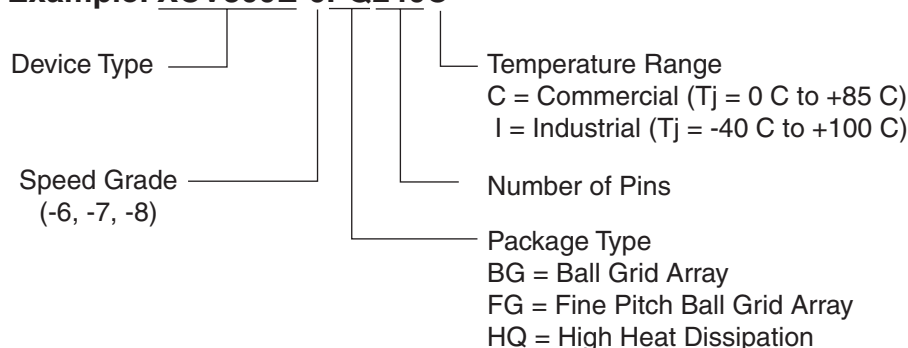 Device Type
Temperature Range
C = Commercial (Tj = 0 C to +85 C)
I = Industrial (Tj = -40 C to +100 C)
Speed Grade
(-6, -7, -8)
Number of Pins
Package Type
BG = Ball Grid Array
FG = Fine Pitch Ball Grid Array
HQ = High Heat Dissipation